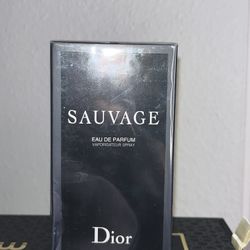 SAUVAGE
EAU DE PARFUM
VAPORISATEUR SPRAY
Dior